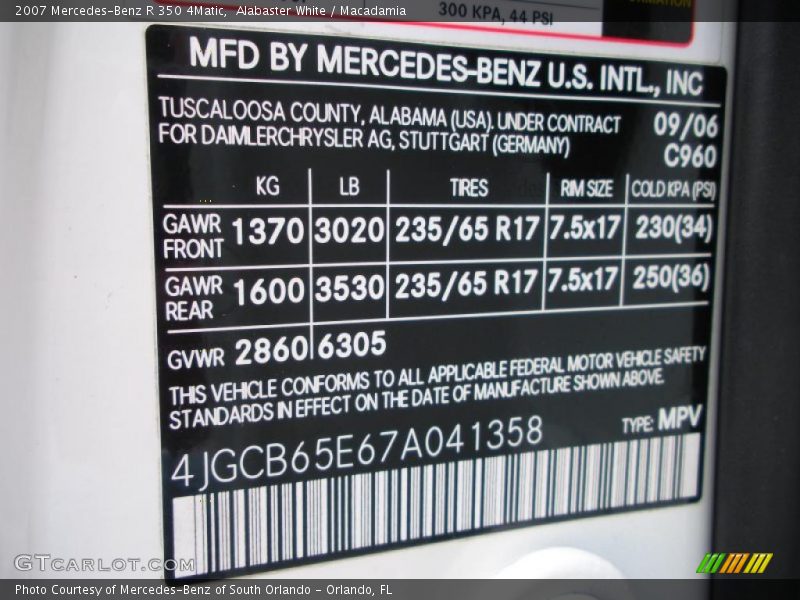 2007 Mercedes-Benz R 350 4Matic, Alabaster White / Macadamia
300 KPA, 44 PSI
MFD BY MERCEDES-BENZ U.S. INTL., INC
TUSCALOOSA COUNTY, ALABAMA (USA). UNDER CONTRACT 09/06
FOR DAIMLERCHRYSLER AG, STUTTGART (GERMANY) C960
KG LB TIRES RIM SIZE COLD KPA (PSI)
GAWR FRONT 1370 3020 235/65 R17 7.5x17 230(34)
GAWR REAR 1600 3530 235/65 R17 7.5x17 250(36)
GVWR 2860 6305
THIS VEHICLE CONFORMS TO ALL APPLICABLE FEDERAL MOTOR VEHICLE SAFETY
STANDARDS IN EFFECT ON THE DATE OF MANUFACTURE SHOWN ABOVE.
4JGCB65E67A041358 TYPE: MPV
GTcarlot.com
Photo Courtesy of Mercedes-Benz of South Orlando - Orlando, FL